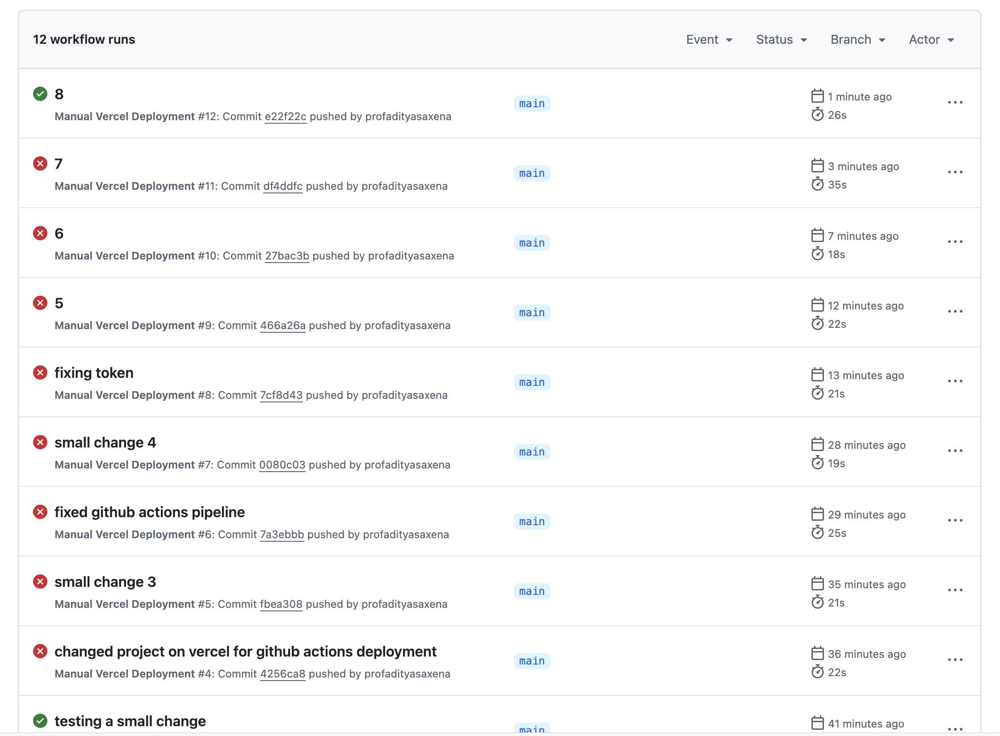 12 workflow runs
Event Status Branch Actor
8
Manual Vercel Deployment #12: Commit e22f22c pushed by profadityasaxena
main
1 minute ago
26s
7
Manual Vercel Deployment #11: Commit df4ddfc pushed by profadityasaxena
main
3 minutes ago
35s
6
Manual Vercel Deployment #10: Commit 27bac3b pushed by profadityasaxena
main
7 minutes ago
18s
5
Manual Vercel Deployment #9: Commit 466a26a pushed by profadityasaxena
main
12 minutes ago
22s
fixing token
Manual Vercel Deployment #8: Commit 7cf8d43 pushed by profadityasaxena
main
13 minutes ago
21s
small change 4
Manual Vercel Deployment #7: Commit 0080c03 pushed by profadityasaxena
main
28 minutes ago
19s
fixed github actions pipeline
Manual Vercel Deployment #6: Commit 7a3ebbb pushed by profadityasaxena
main
29 minutes ago
25s
small change 3
Manual Vercel Deployment #5: Commit fbea308 pushed by profadityasaxena
main
35 minutes ago
21s
changed project on vercel for github actions deployment
Manual Vercel Deployment #4: Commit 4256ca8 pushed by profadityasaxena
main
36 minutes ago
22s
testing a small change
main
41 minutes ago